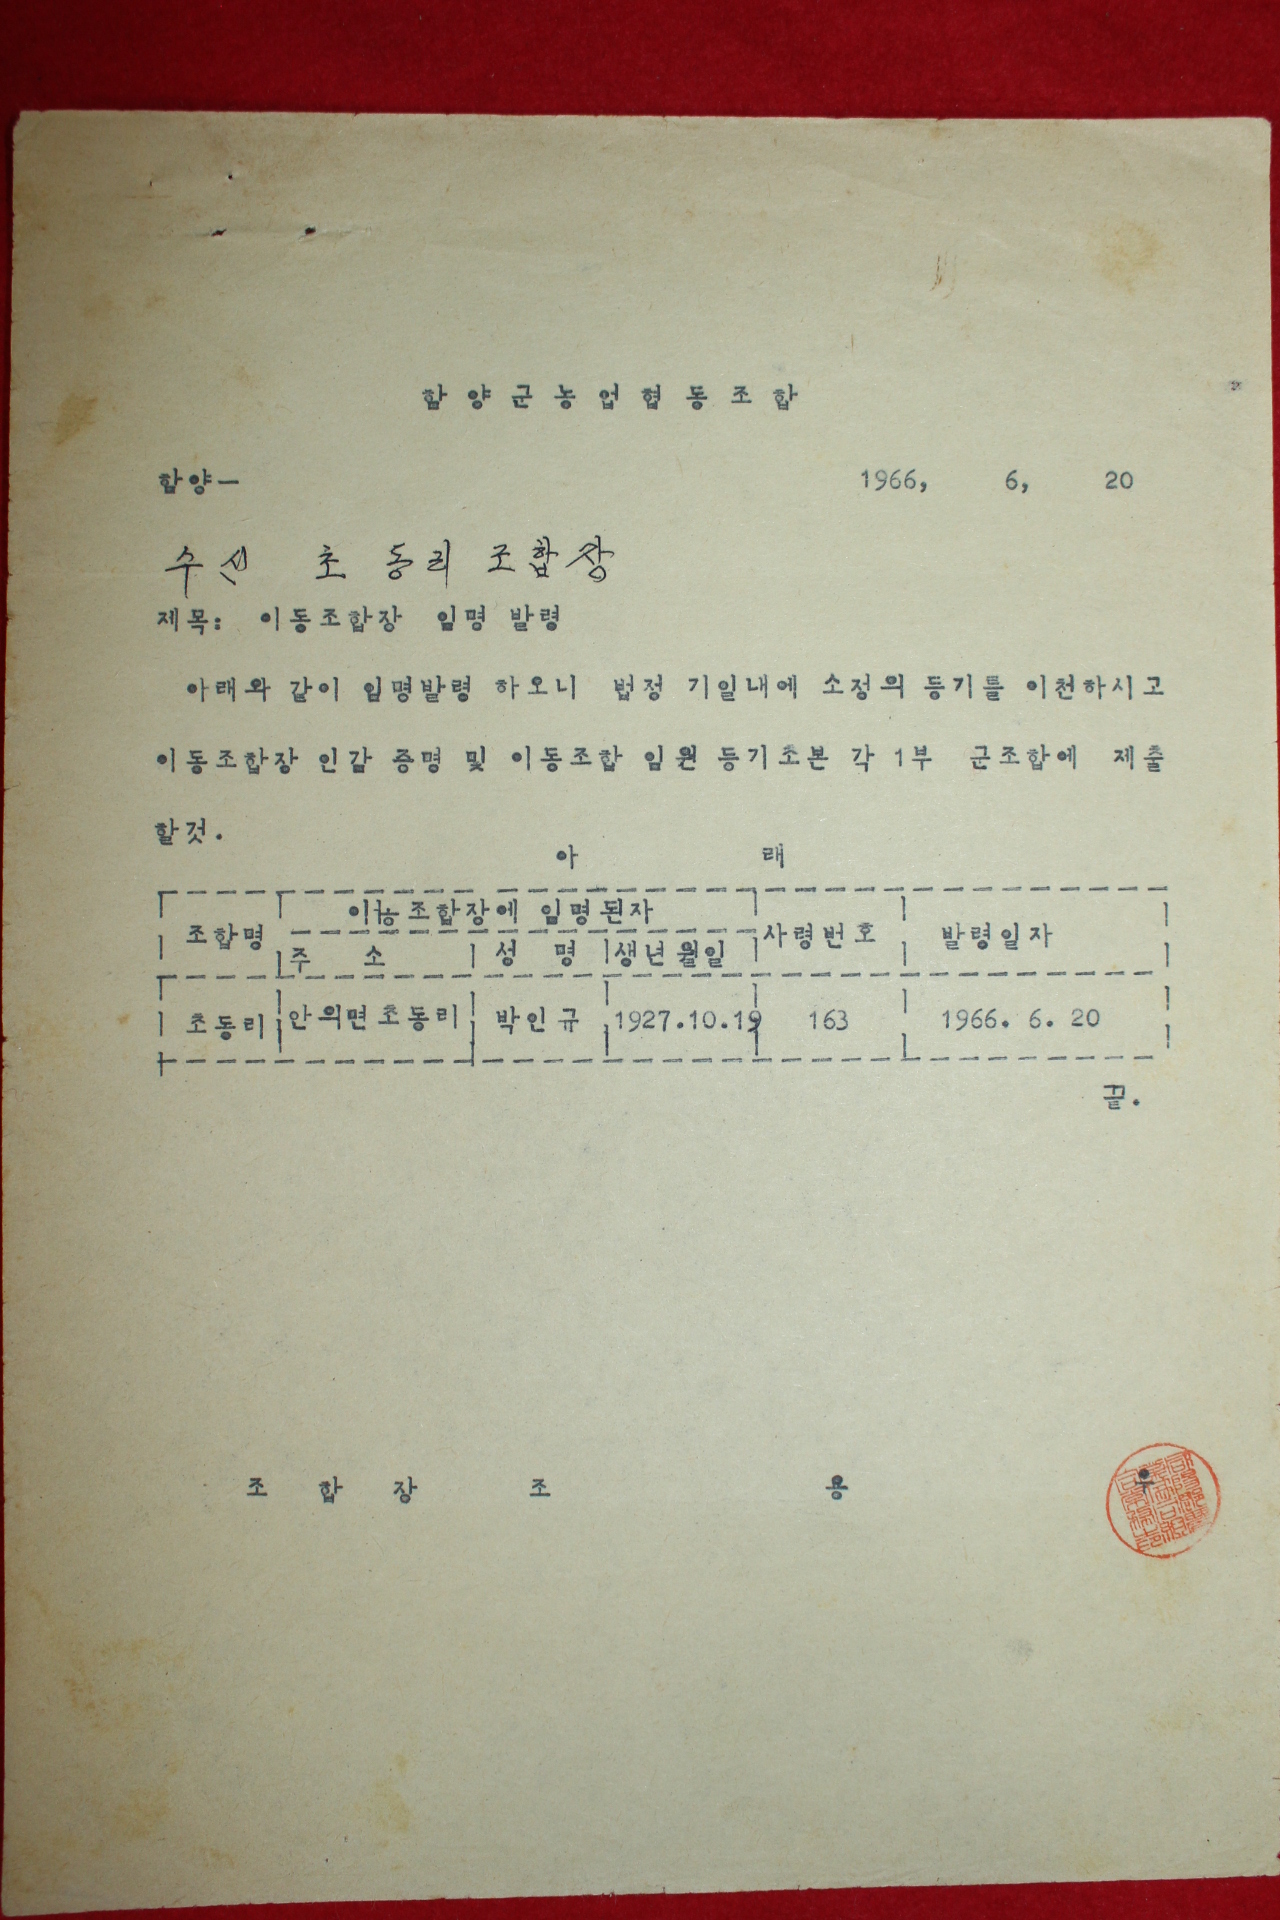 함양군농업협동조합
함양— 1966, 6, 20
수신 초동리 조합장
제목: 이동조합장 임명 발령
아래와 같이 임명발령 하오니 법정 기일내에 소정의 등기를 이천하시고
이동조합장 인감 증명 및 이동조합 임원 등기초본 각 1부 군조합에 제출
할것.
아 래
조합명 이동조합장에 임명된자 사령번호 발령일자
주 소 성 명 생년월일
초동리 안의면초동리 박인규 1927.10.19 163 1966. 6. 20
끝.
조 합 장 조 용 우